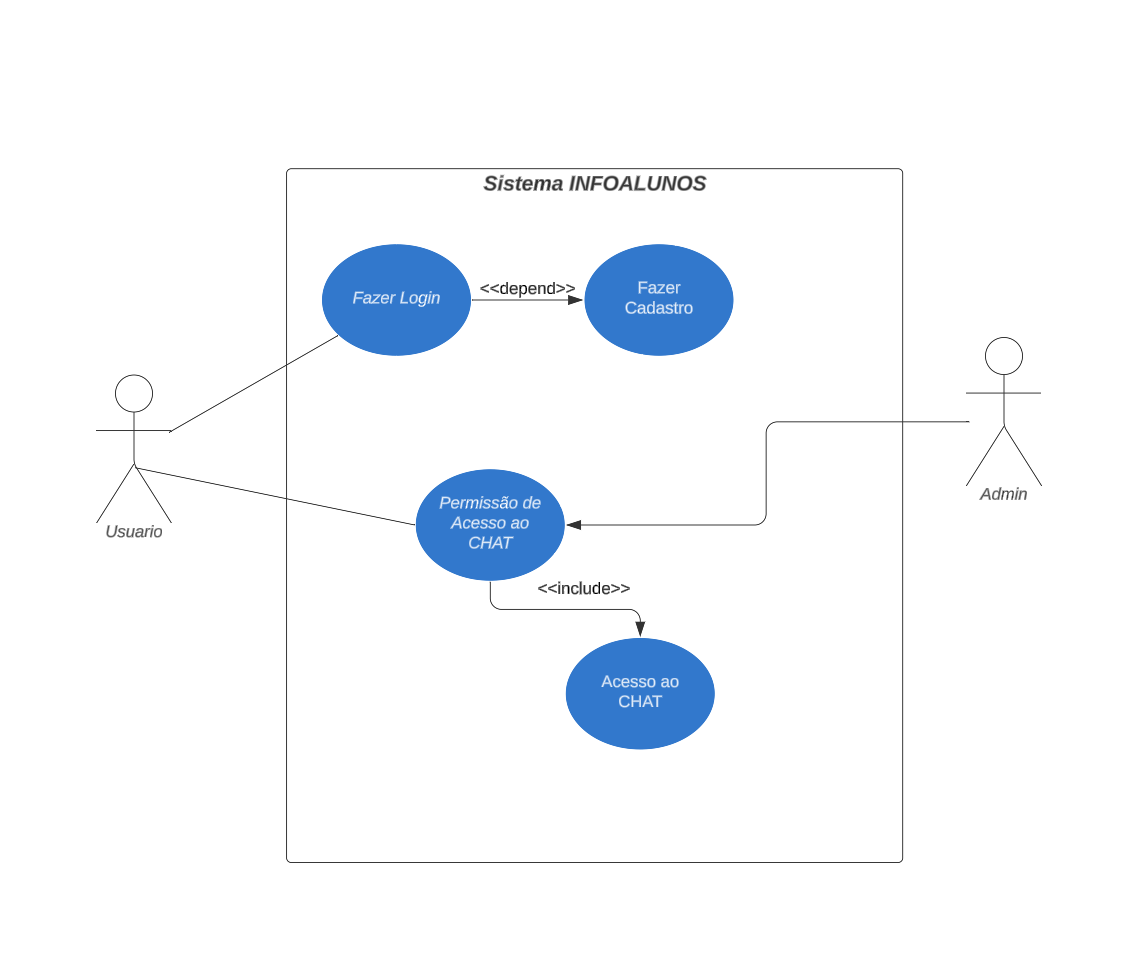 Sistema INFOALUNOS
Fazer Login
<<depend>>
Fazer
Cadastro
Usuario
Admin
Permissão de
Acesso ao
CHAT
<<include>>
Acesso ao
CHAT